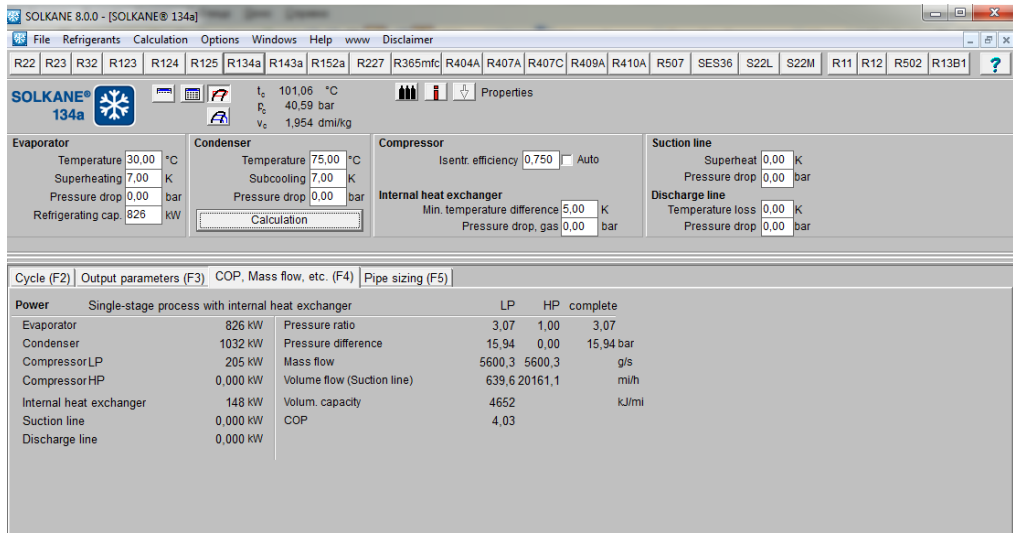 SOLKANE 8.0.0 - [SOLKANE® 134a]
File Refrigerants Calculation Options Windows Help www Disclaimer
R22 R23 R32 R123 R124 R125 R134a R143a R152a R227 R365mfc R404A R407A R407C R409A R410A R507 SES36 S22L S22M R11 R12 R502 R13B1 ?
SOLKANE® 134a
tc 101,06 °C
pc 40,59 bar
vc 1,954 dmі/kg
Properties
Evaporator
Temperature 30,00 °C
Superheating 7,00 K
Pressure drop 0,00 bar
Refrigerating cap. 826 kW
Condenser
Temperature 75,00 °C
Subcooling 7,00 K
Pressure drop 0,00 bar
Calculation
Compressor
Isentr. efficiency 0,750 Auto
Internal heat exchanger
Min. temperature difference 5,00 K
Pressure drop, gas 0,00 bar
Suction line
Superheat 0,00 K
Pressure drop 0,00 bar
Discharge line
Temperature loss 0,00 K
Pressure drop 0,00 bar
Cycle (F2) Output parameters (F3) COP, Mass flow, etc. (F4) Pipe sizing (F5)
Power Single-stage process with internal heat exchanger LP HP complete
Evaporator 826 kW Pressure ratio 3,07 1,00 3,07
Condenser 1032 kW Pressure difference 15,94 0,00 15,94 bar
Compressor LP 205 kW Mass flow 5600,3 5600,3 g/s
Compressor HP 0,000 kW Volume flow (Suction line) 639,6 20161,1 mі/h
Internal heat exchanger 148 kW Volum. capacity 4652 kJ/mі
Suction line 0,000 kW COP 4,03
Discharge line 0,000 kW